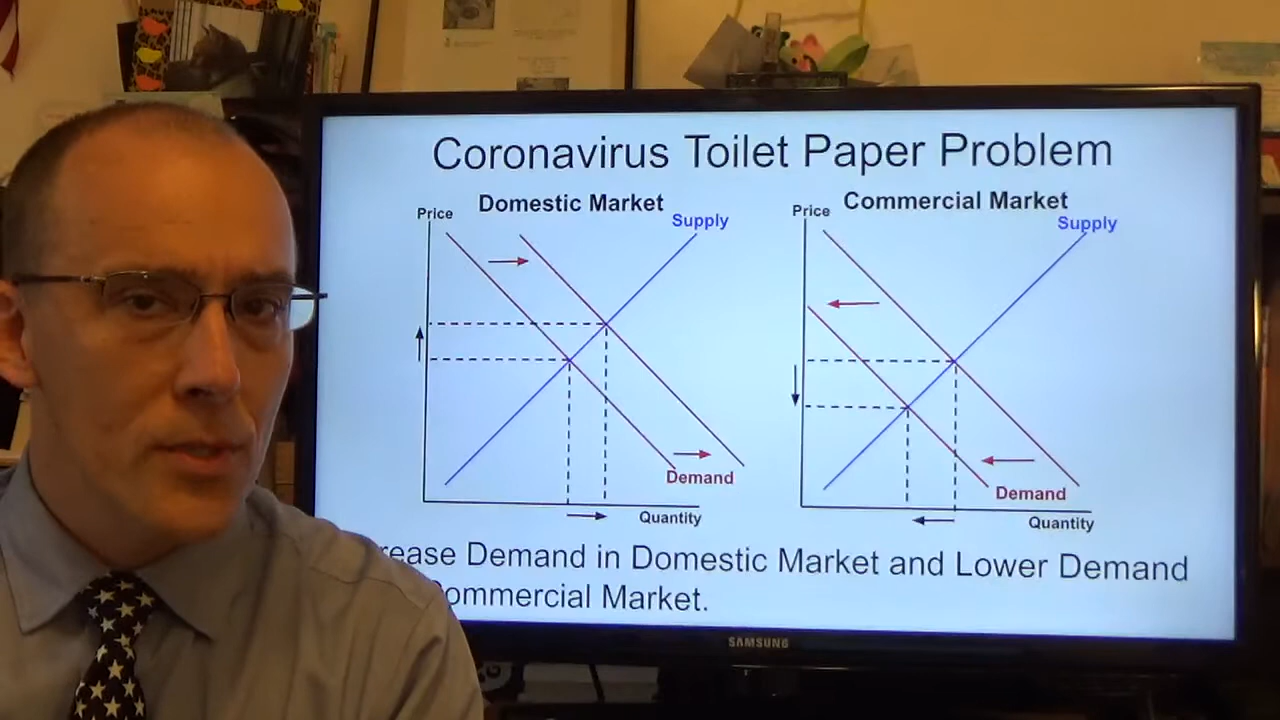 Coronavirus Toilet Paper Problem
Domestic Market
Price
Supply
Demand
Quantity
Commercial Market
Price
Supply
Demand
Quantity
rease Demand in Domestic Market and Lower Demand
ommercial Market.
SAMSUNG